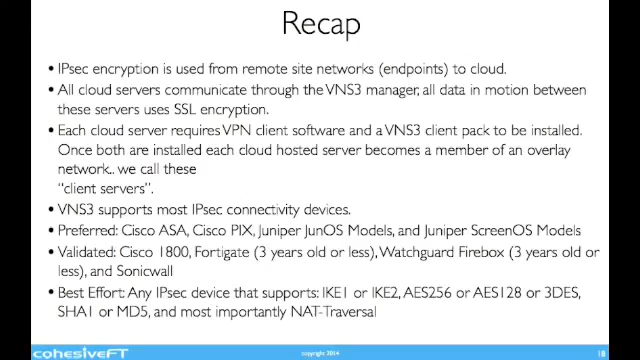 Recap
• IPsec encryption is used from remote site networks (endpoints) to cloud.
• All cloud servers communicate through the VNS3 manager, all data in motion between
these servers uses SSL encryption.
• Each cloud server requires VPN client software and a VNS3 client pack to be installed.
Once both are installed each cloud hosted server becomes a member of an overlay
network.. we call these
“client servers”.
• VNS3 supports most IPsec connectivity devices.
• Preferred: Cisco ASA, Cisco PIX, Juniper JunOS Models, and Juniper ScreenOS Models
• Validated: Cisco 1800, Fortigate (3 years old or less), Watchguard Firebox (3 years old or
less), and Sonicwall
• Best Effort: Any IPsec device that supports: IKE1 or IKE2, AES256 or AES128 or 3DES,
SHA1 or MD5, and most importantly NAT-Traversal
cohesiveFT
copyright 2014
18